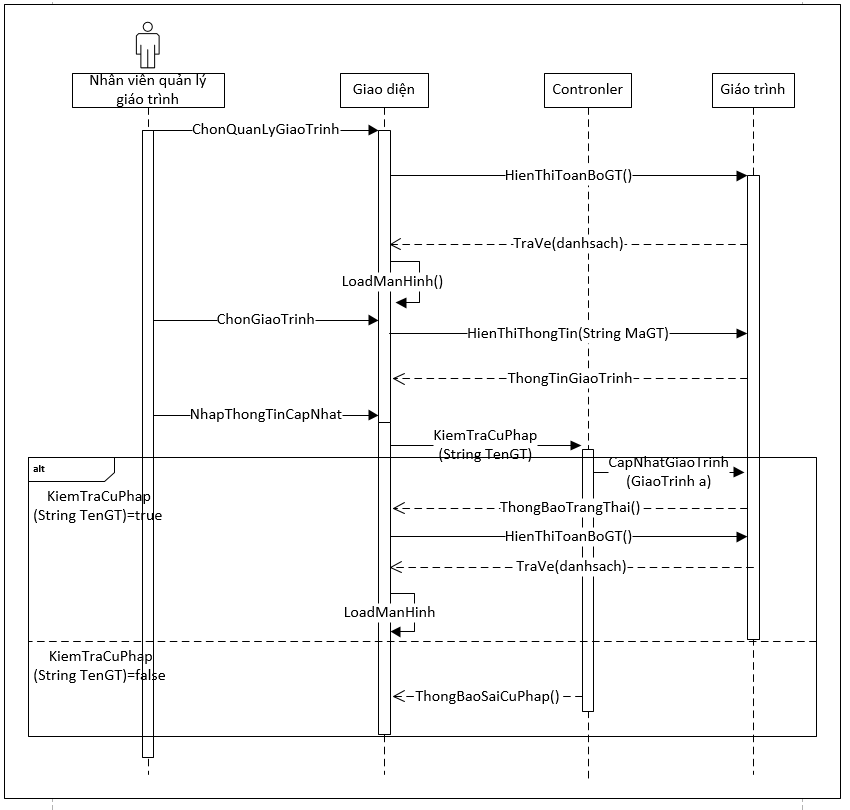 Nhân viên quản lý
giáo trình
Giao diện
Contronler
Giáo trình
ChonQuanLyGiaoTrinh
HienThiToanBoGT()
TraVe(danhsach)
LoadManHinh()
ChonGiaoTrinh
HienThiThongTin(String MaGT)
ThongTinGiaoTrinh
NhapThongTinCapNhat
KiemTraCuPhap
(String TenGT)
alt
CapNhatGiaoTrinh
(GiaoTrinh a)
KiemTraCuPhap
(String TenGT)=true
ThongBaoTrangThai()
HienThiToanBoGT()
TraVe(danhsach)
LoadManHinh
KiemTraCuPhap
(String TenGT)=false
ThongBaoSaiCuPhap()